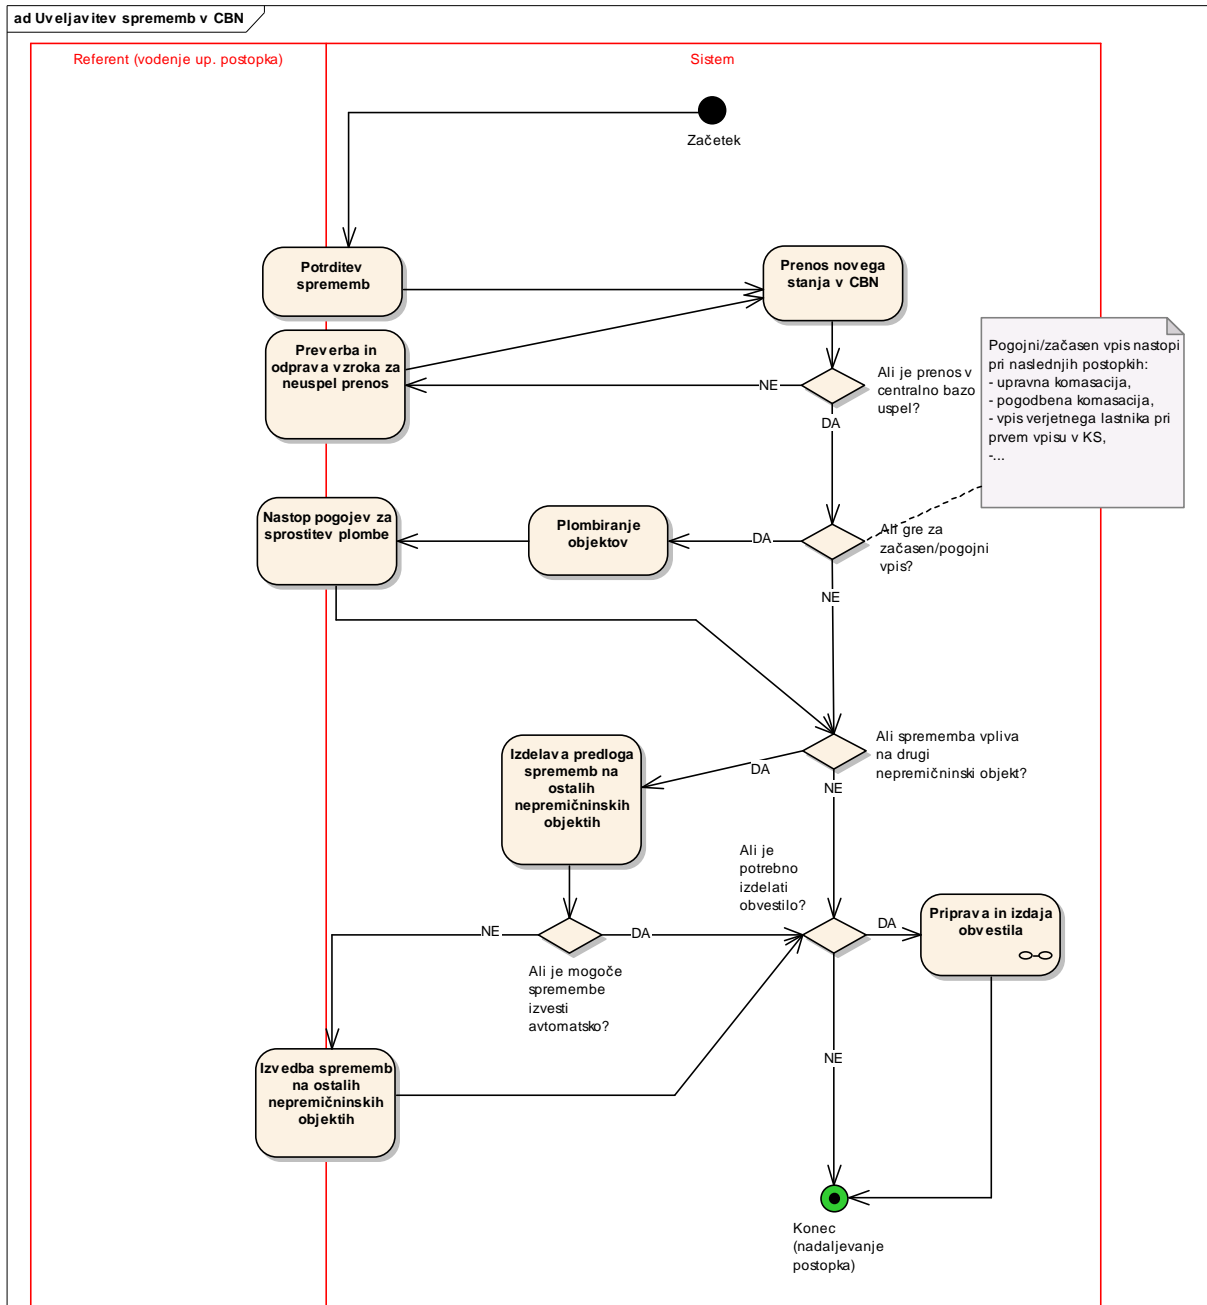 ad Uveljavitev sprememb v CBN
Referent (vodenje up. postopka)
Sistem
Začetek
Potrditev
sprememb
Prenos novega
stanja v CBN
Preverba in
odprava vzroka za
neuspel prenos
NE
Ali je prenos v
centralno bazo
uspel?
DA
Pogojni/začasen vpis nastopi
pri naslednjih postopkih:
- upravna komasacija,
- pogodbena komasacija,
- vpis verjetnega lastnika pri
prvem vpisu v KS,
-...
Nastop pogojev za
sprostitev plombe
Plombiranje
objektov
DA
Ali gre za
začasen/pogojni
vpis?
NE
Izdelava predloga
sprememb na
ostalih
nepremičninskih
objektih
DA
Ali sprememba vpliva
na drugi
nepremičninski objekt?
NE
Ali je
potrebno
izdelati
obvestilo?
NE
DA
DA
Priprava in izdaja
obvestila
Ali je mogoče
spremembe
izvesti
avtomatsko?
Izvedba sprememb
na ostalih
nepremičninskih
objektih
NE
Konec
(nadaljevanje
postopka)